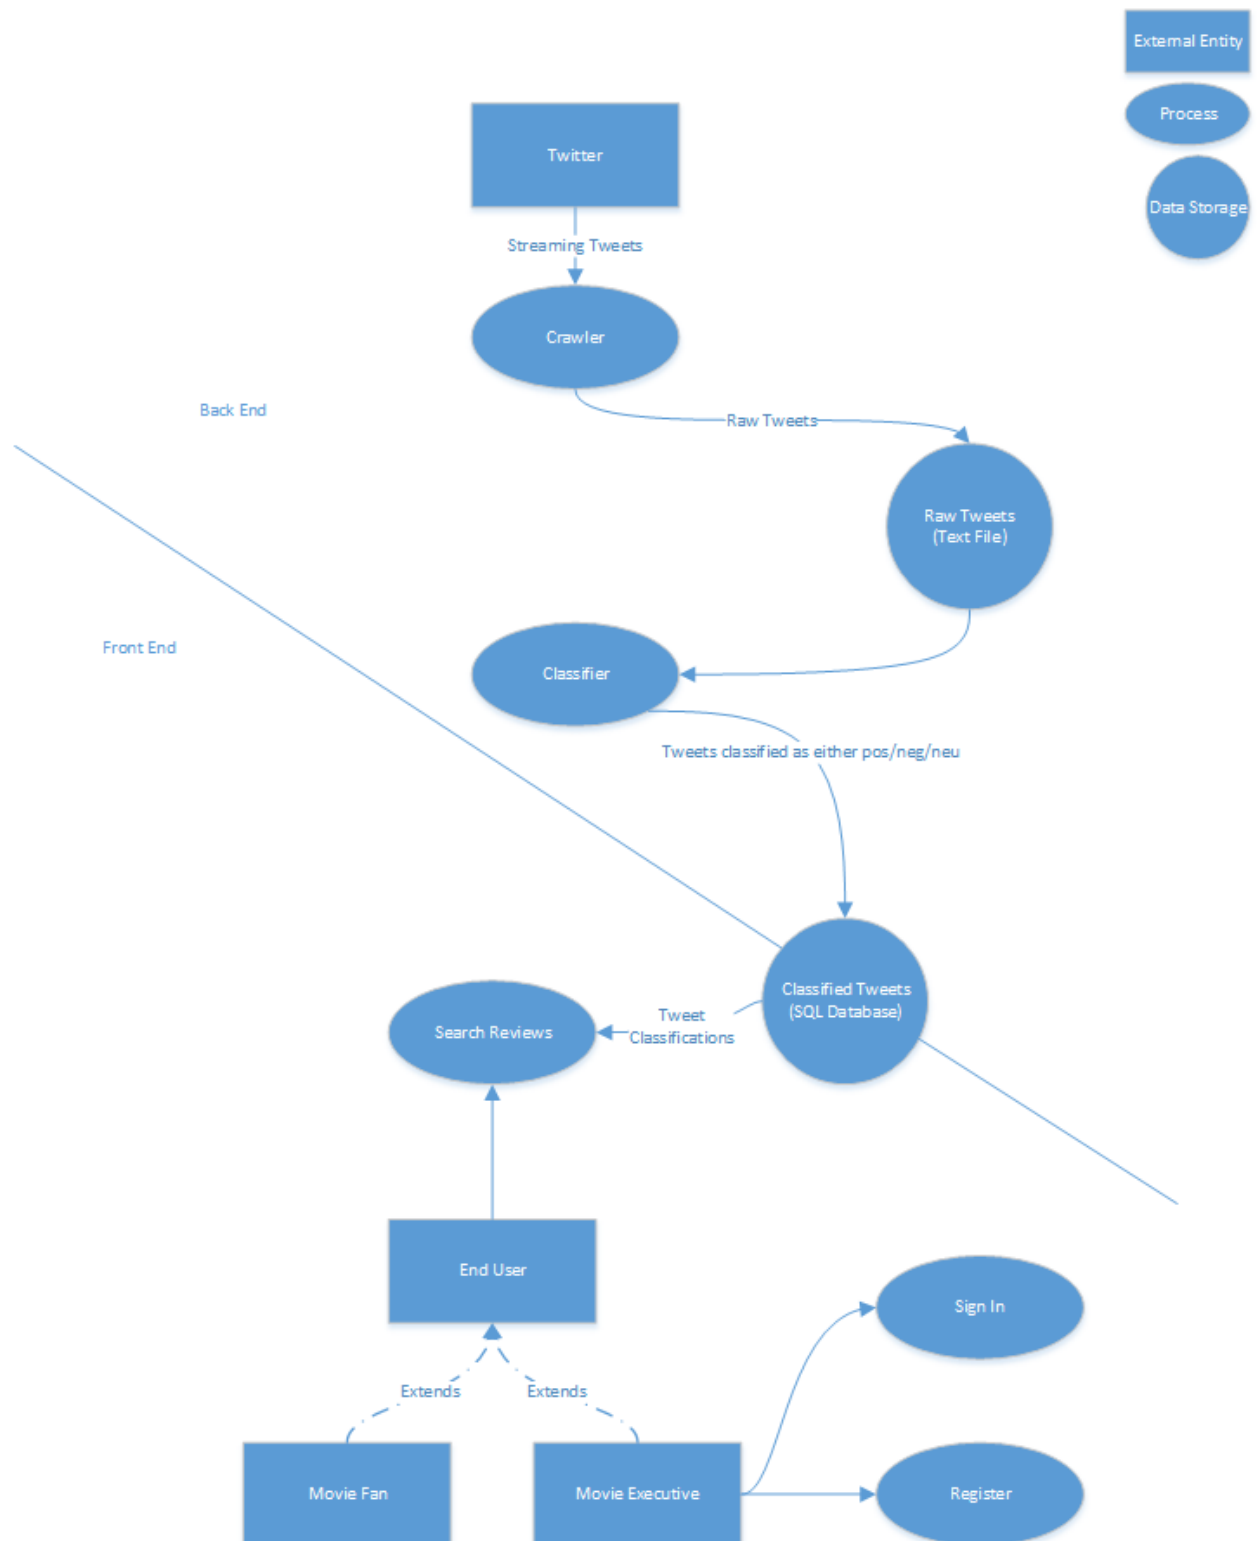 External Entity
Process
Data Storage
Twitter
Streaming Tweets
Crawler
Back End
Raw Tweets
Raw Tweets
(Text File)
Front End
Classifier
Tweets classified as either pos/neg/neu
Classified Tweets
(SQL Database)
Tweet
Classifications
Search Reviews
End User
Sign In
Extends
Extends
Movie Fan
Movie Executive
Register